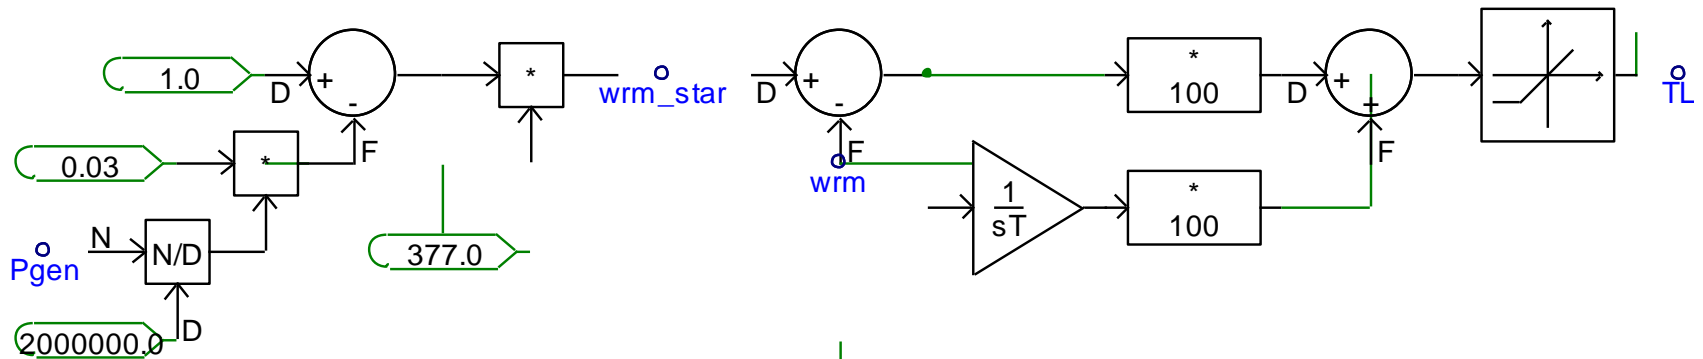 1.0
D
+
-
F
*
wrm_star
D
+
-
F
wrm
*
100
D
+
+
F
TL
0.03
*
377.0
1
sT
*
100
Pgen
N
N/D
D
2000000.0